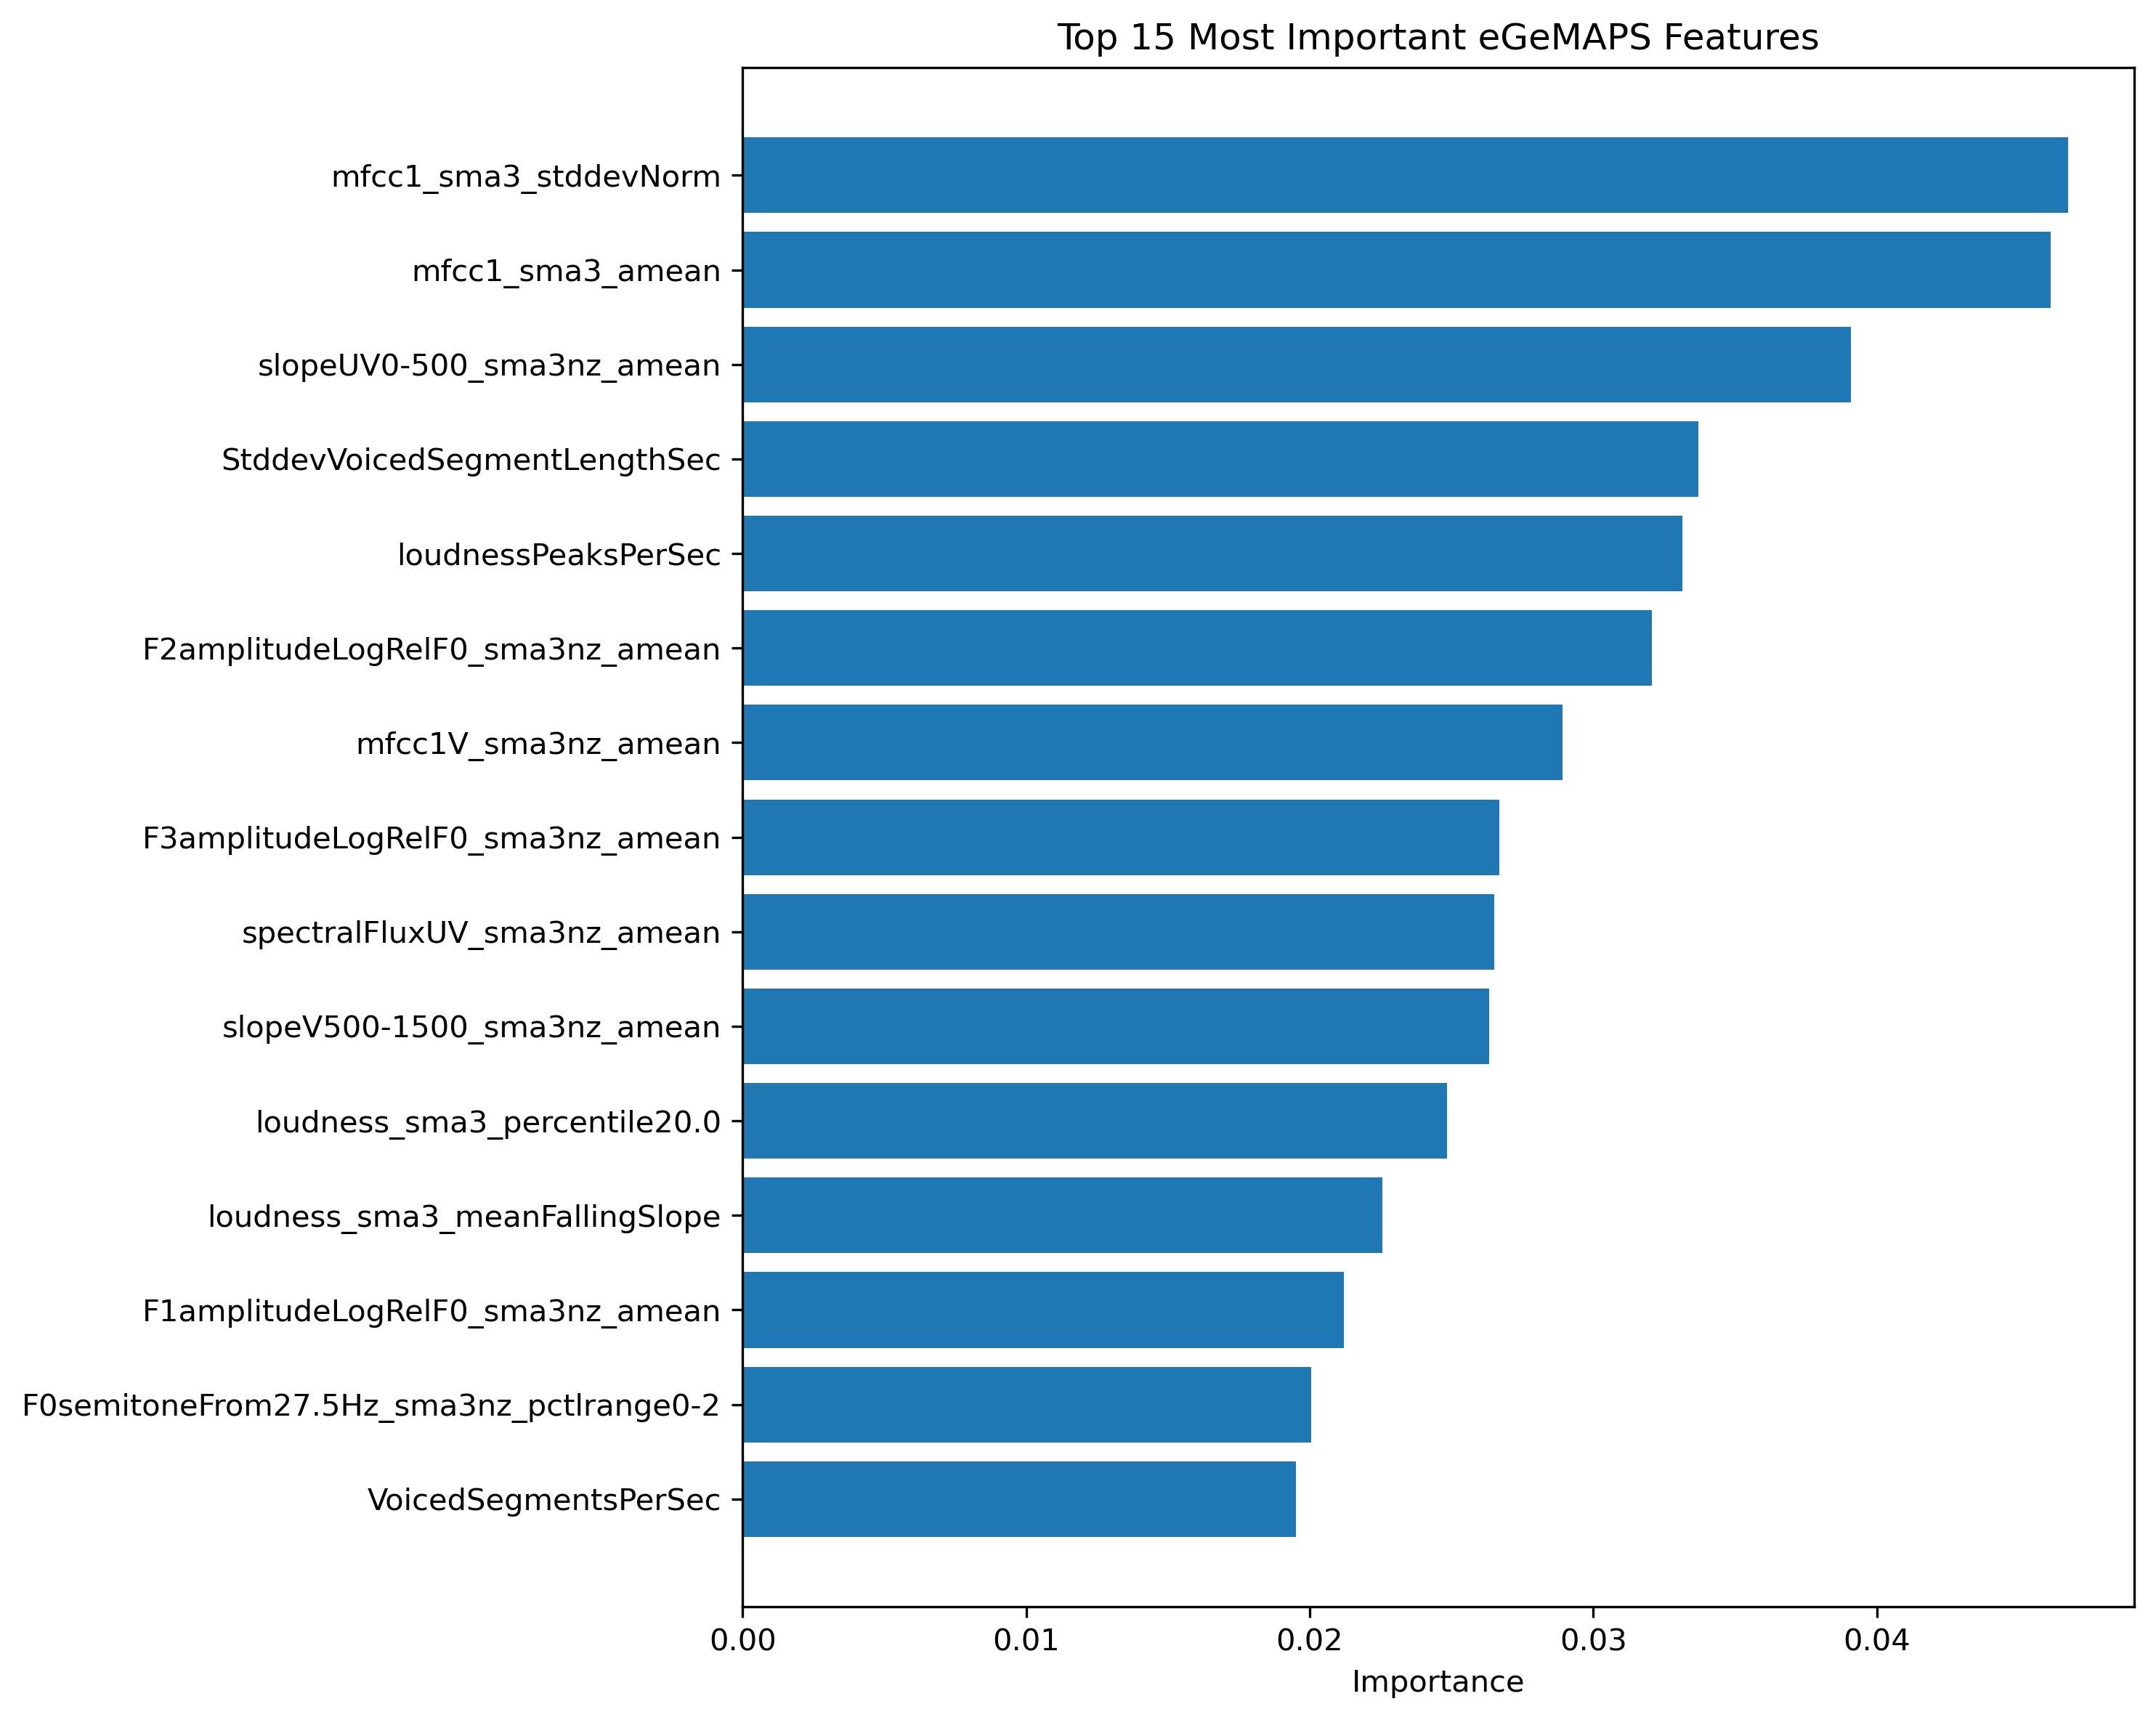 Top 15 Most Important eGeMAPS Features
mfcc1_sma3_stddevNorm
mfcc1_sma3_amean
slopeUV0-500_sma3nz_amean
StddevVoicedSegmentLengthSec
loudnessPeaksPerSec
F2amplitudeLogRelF0_sma3nz_amean
mfcc1V_sma3nz_amean
F3amplitudeLogRelF0_sma3nz_amean
spectralFluxUV_sma3nz_amean
slopeV500-1500_sma3nz_amean
loudness_sma3_percentile20.0
loudness_sma3_meanFallingSlope
F1amplitudeLogRelF0_sma3nz_amean
F0semitoneFrom27.5Hz_sma3nz_pctlrange0-2
VoicedSegmentsPerSec
0.00 0.01 0.02 0.03 0.04
Importance